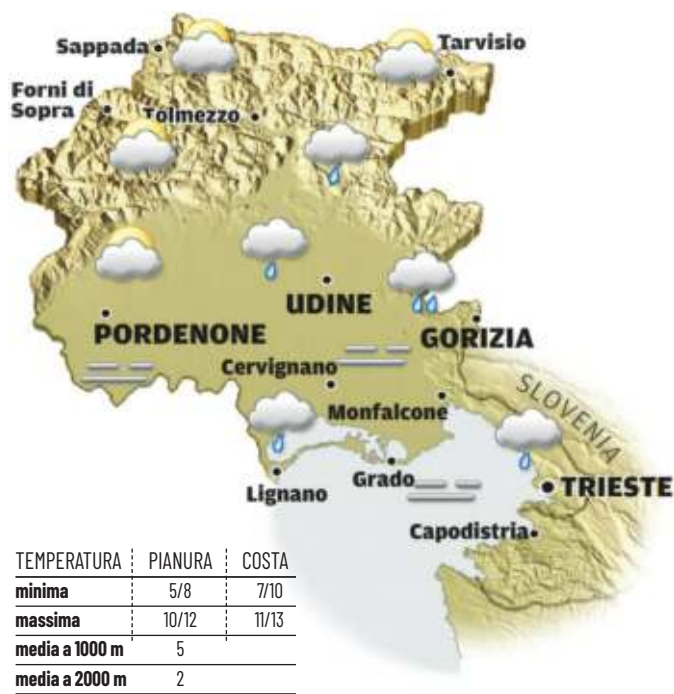 Sappada
Tarvisio
Forni di
Sopra
Tolmezzo
UDINE
PORDENONE
GORIZIA
Cervignano
SLOVENIA
Monfalcone
Grado
Lignano
TRIESTE
Capodistria
TEMPERATURA PIANURA COSTA
minima 5/8 7/10
massima 10/12 11/13
media a 1000 m 5
media a 2000 m 2